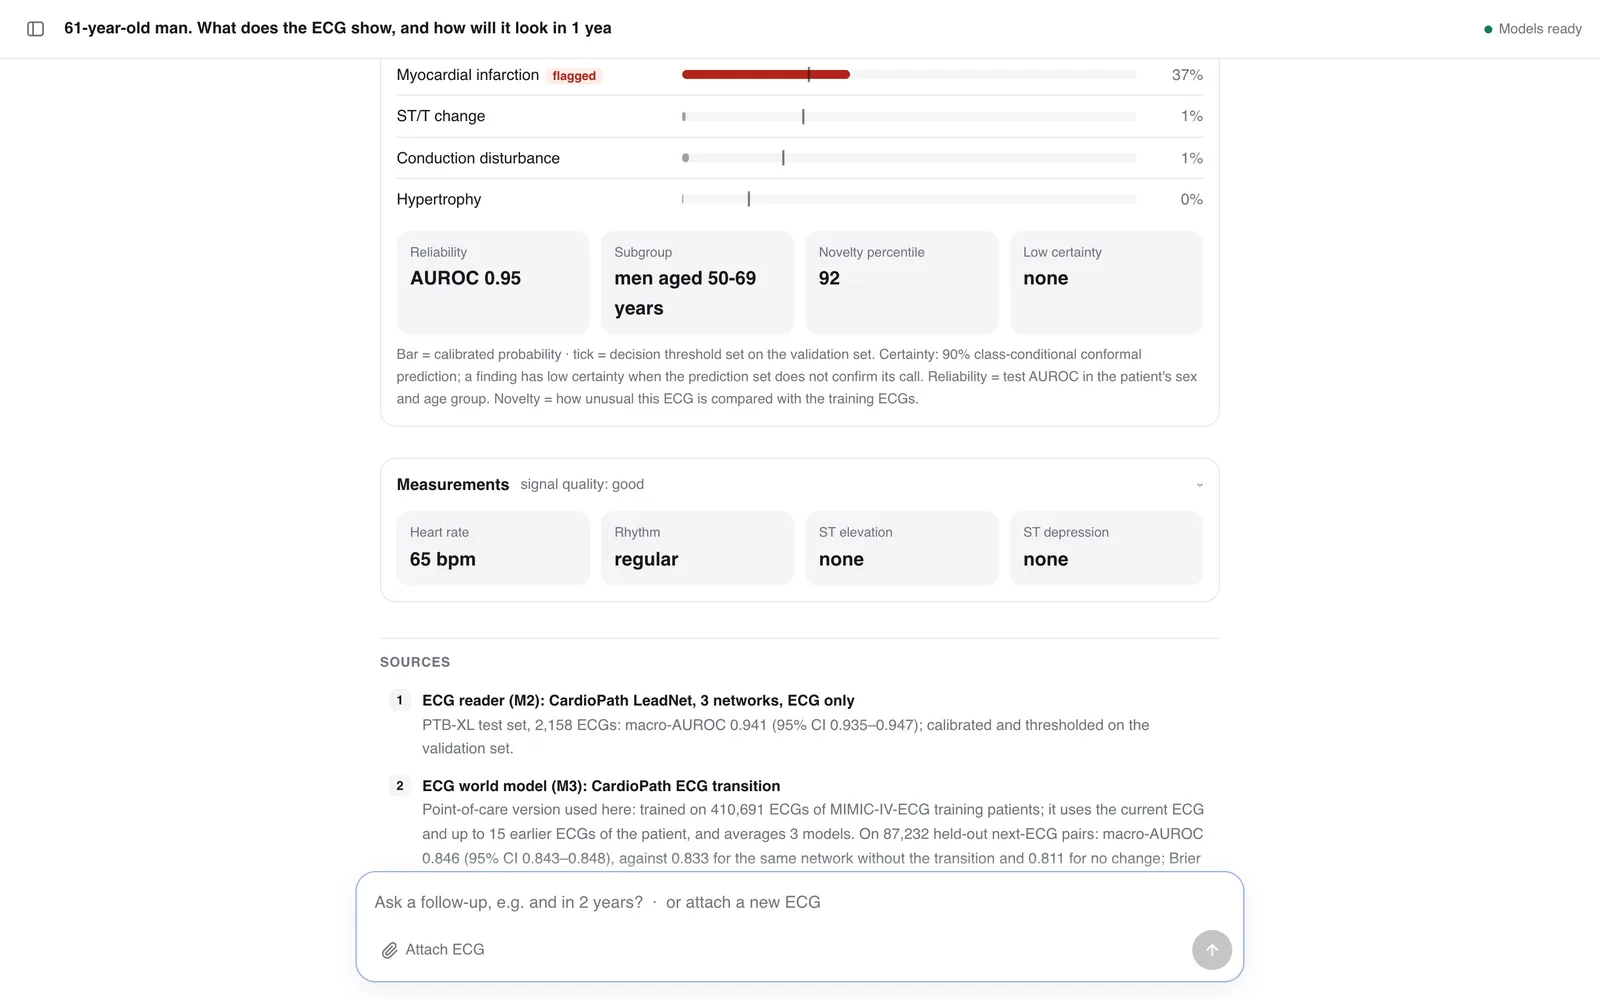 61-year-old man. What does the ECG show, and how will it look in 1 yea
Models ready
Myocardial infarction flagged 37%
ST/T change 1%
Conduction disturbance 1%
Hypertrophy 0%
Reliability
AUROC 0.95
Subgroup
men aged 50-69
years
Novelty percentile
92
Low certainty
none
Bar = calibrated probability · tick = decision threshold set on the validation set. Certainty: 90% class-conditional conformal
prediction; a finding has low certainty when the prediction set does not confirm its call. Reliability = test AUROC in the patient's sex
and age group. Novelty = how unusual this ECG is compared with the training ECGs.
Measurements signal quality: good
Heart rate
65 bpm
Rhythm
regular
ST elevation
none
ST depression
none
SOURCES
1 ECG reader (M2): CardioPath LeadNet, 3 networks, ECG only
PTB-XL test set, 2,158 ECGs: macro-AUROC 0.941 (95% CI 0.935–0.947); calibrated and thresholded on the
validation set.
2 ECG world model (M3): CardioPath ECG transition
Point-of-care version used here: trained on 410,691 ECGs of MIMIC-IV-ECG training patients; it uses the current ECG
and up to 15 earlier ECGs of the patient, and averages 3 models. On 87,232 held-out next-ECG pairs: macro-AUROC
0.846 (95% CI 0.843–0.848), against 0.833 for the same network without the transition and 0.811 for no change; Brier
Ask a follow-up, e.g. and in 2 years? · or attach a new ECG
Attach ECG